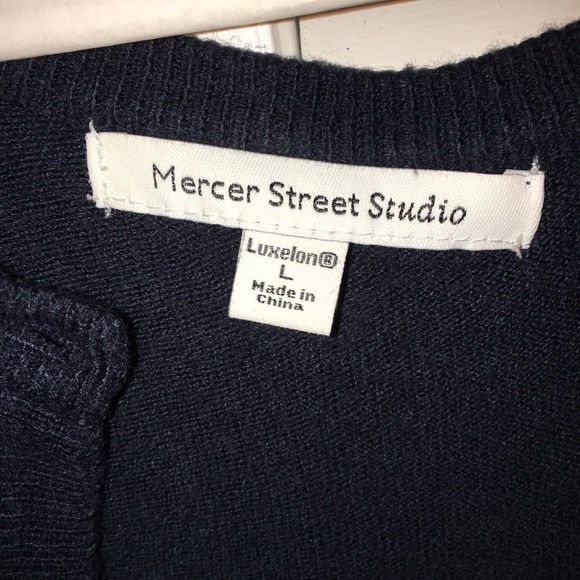 Mercer Street Studio
Luxelon®
L
Made in
China